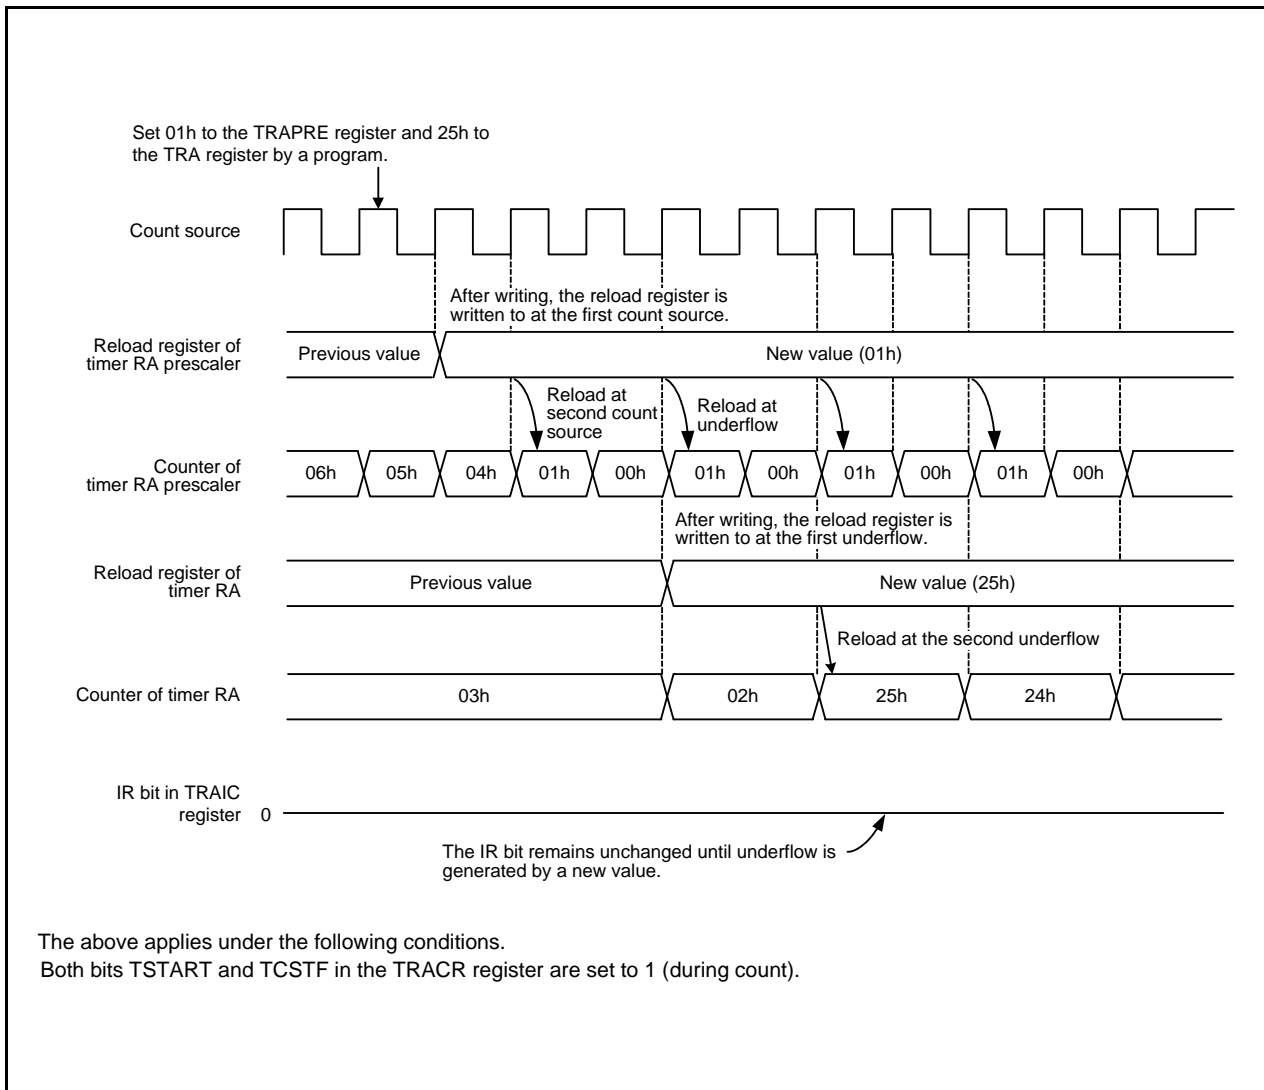 Set 01h to the TRAPRE register and 25h to
the TRA register by a program.
Count source
After writing, the reload register is
written to at the first count source.
Reload register of
timer RA prescaler
Previous value
New value (01h)
Reload at
second count
source
Reload at
underflow
Counter of
timer RA prescaler
06h 05h 04h 01h 00h 01h 00h 01h 00h 01h 00h
After writing, the reload register is
written to at the first underflow.
Reload register of
timer RA
Previous value
New value (25h)
Reload at the second underflow
Counter of timer RA
03h 02h 25h 24h
IR bit in TRAIC
register
0
The IR bit remains unchanged until underflow is
generated by a new value.
The above applies under the following conditions.
Both bits TSTART and TCSTF in the TRACR register are set to 1 (during count).